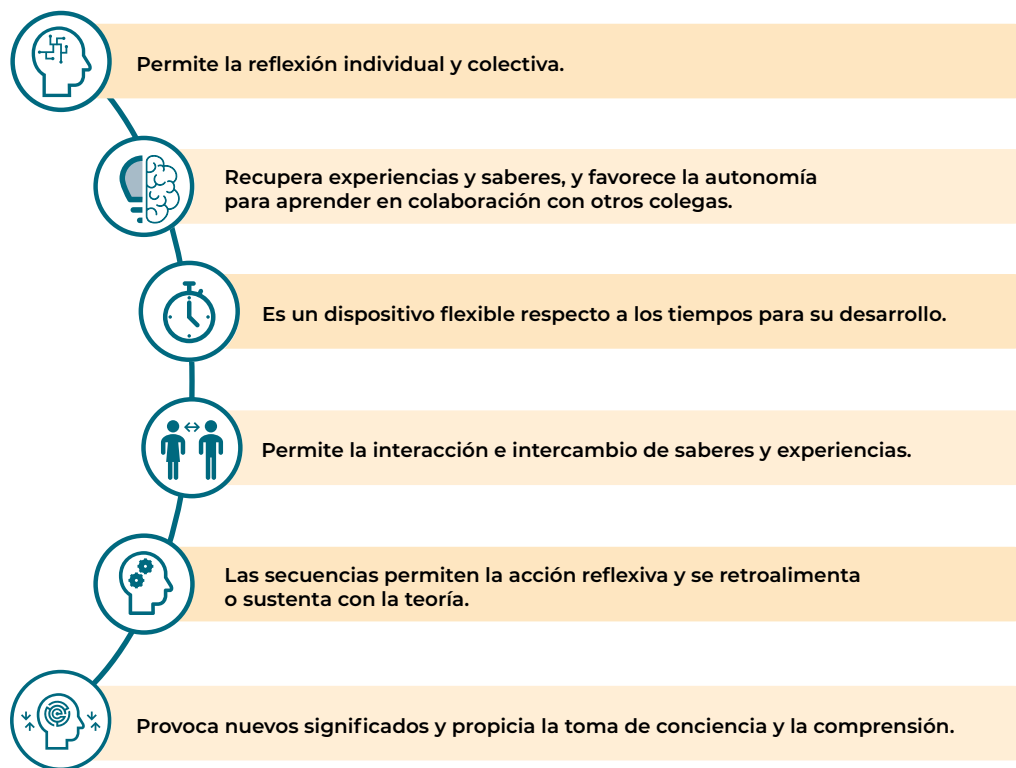 Permite la reflexión individual y colectiva.
Recupera experiencias y saberes, y favorece la autonomía
para aprender en colaboración con otros colegas.
Es un dispositivo flexible respecto a los tiempos para su desarrollo.
Permite la interacción e intercambio de saberes y experiencias.
Las secuencias permiten la acción reflexiva y se retroalimenta
o sustenta con la teoría.
Provoca nuevos significados y propicia la toma de conciencia y la comprensión.